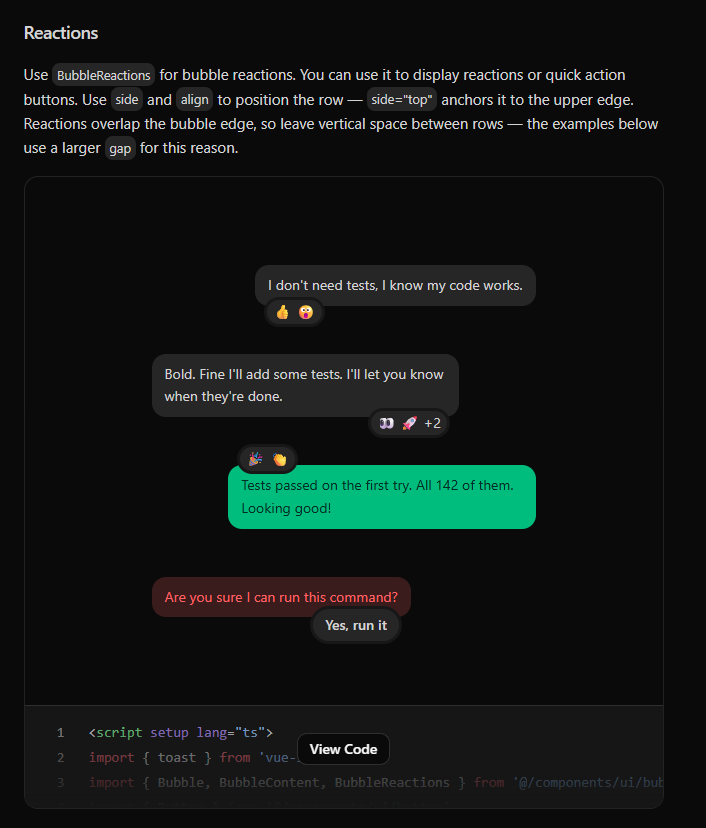 Reactions
Use BubbleReactions for bubble reactions. You can use it to display reactions or quick action
buttons. Use side and align to position the row — side="top" anchors it to the upper edge.
Reactions overlap the bubble edge, so leave vertical space between rows — the examples below
use a larger gap for this reason.
I don't need tests, I know my code works.
👍 😲
Bold. Fine I'll add some tests. I'll let you know
when they're done.
👀 🚀 +2
🎉 👏
Tests passed on the first try. All 142 of them.
Looking good!
Are you sure I can run this command?
Yes, run it
1 <script setup lang="ts">
2 import { toast } from 'vue-
View Code
3 import { Bubble, BubbleContent, BubbleReactions } from '@/components/ui/bub